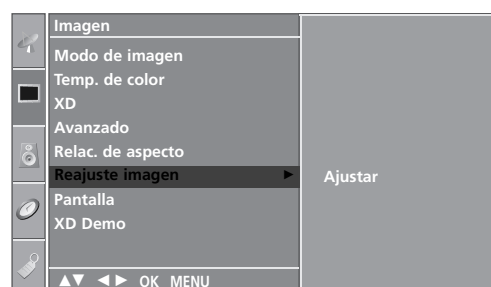 Imagen
Modo de imagen
Temp. de color
XD
Avanzado
Relac. de aspecto
Reajuste imagen ►
Ajustar
Pantalla
XD Demo
▲▼ ◄► OK MENU